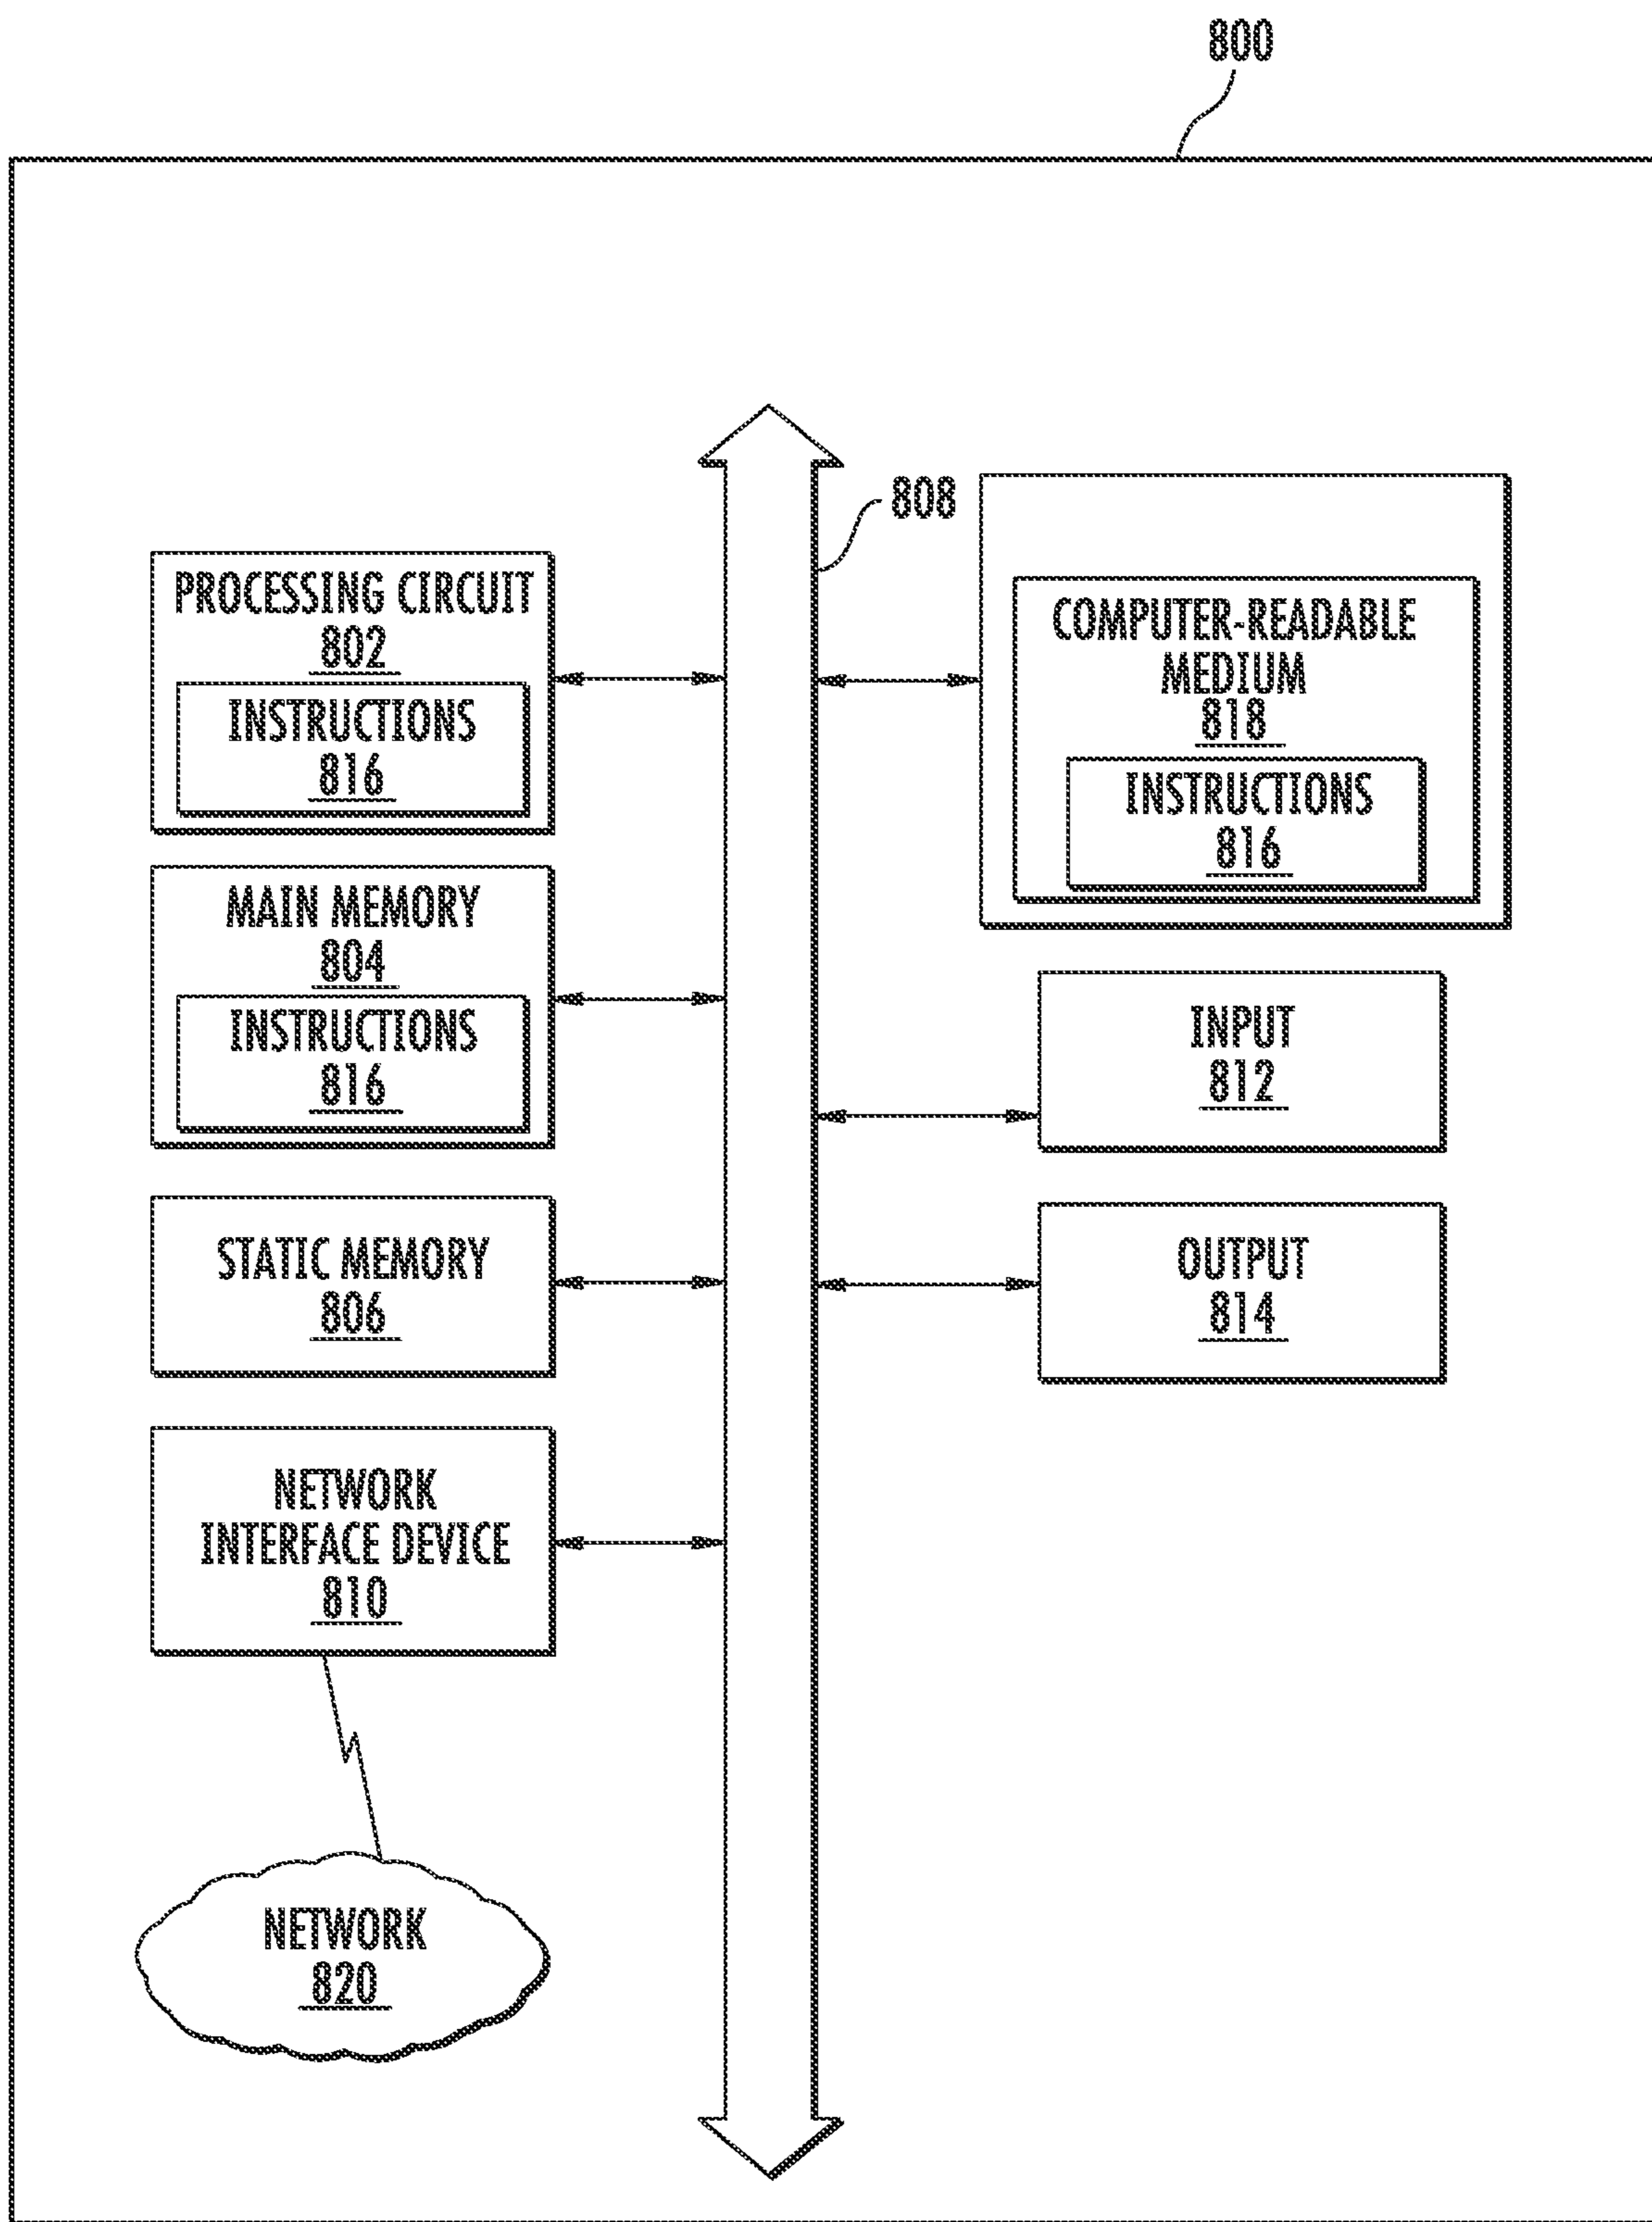 800
808
PROCESSING CIRCUIT
802
INSTRUCTIONS
816
MAIN MEMORY
804
INSTRUCTIONS
816
STATIC MEMORY
806
NETWORK
INTERFACE DEVICE
810
NETWORK
820
COMPUTER-READABLE
MEDIUM
818
INSTRUCTIONS
816
INPUT
812
OUTPUT
814